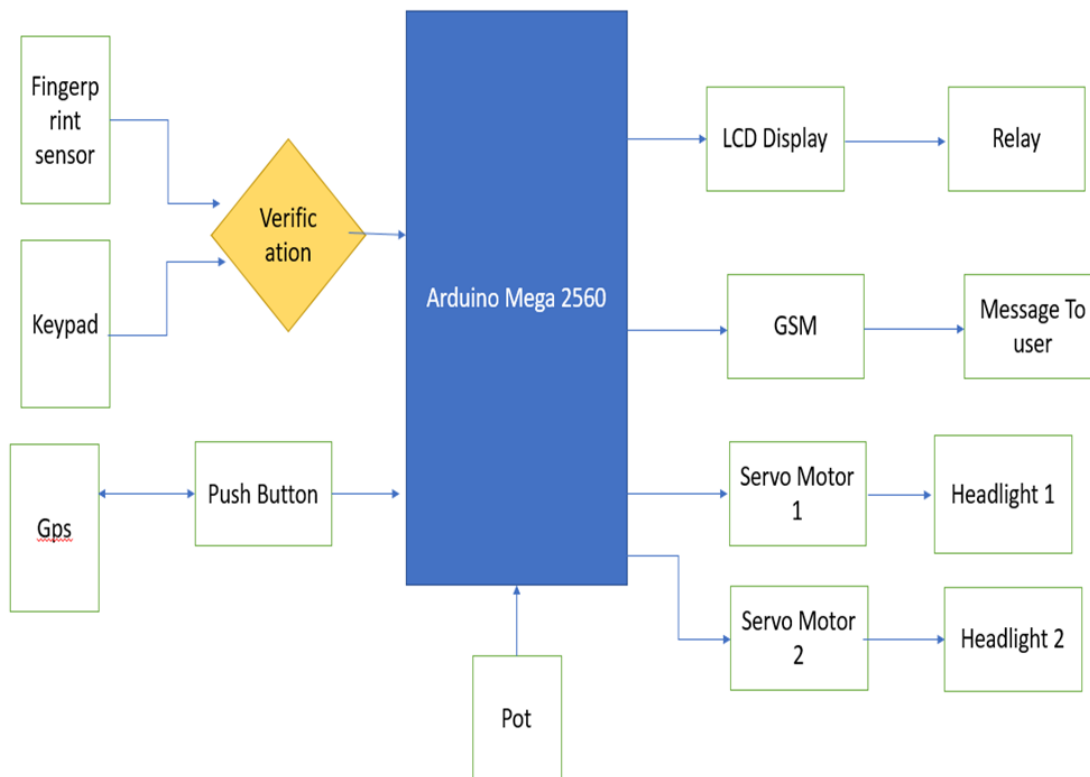 Fingerp
rint
sensor
Keypad
Verific
ation
Gps
Push Button
Arduino Mega 2560
Pot
LCD Display
Relay
GSM
Message To
user
Servo Motor
1
Headlight 1
Servo Motor
2
Headlight 2